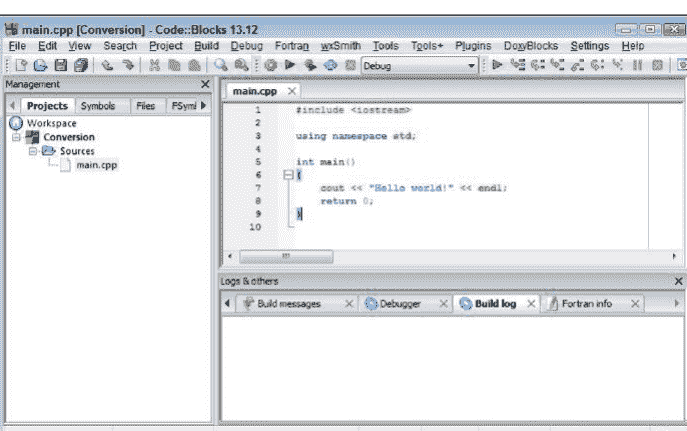 main.cpp [Conversion] - Code::Blocks 13.12
File Edit View Search Project Build Debug Fortran wxSmith Tools Tools+ Plugins DoxyBlocks Settings Help
Debug
Management
Projects Symbols Files FSym
Workspace
Conversion
Sources
main.cpp
main.cpp
1 #include <iostream>
2
3 using namespace std;
4
5 int main()
6 {
7 cout << "Hello world!" << endl;
8 return 0;
9 }
10
Logs & others
Build messages Debugger Build log Fortran info